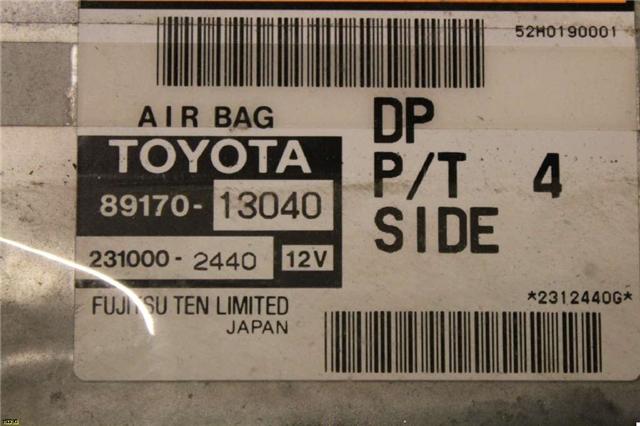 52H0190001
AIR BAG
TOYOTA
89170-13040
231000-2440 12V
FUJITSU TEN LIMITED
JAPAN
DP
P/T 4
SIDE
*2312440G*